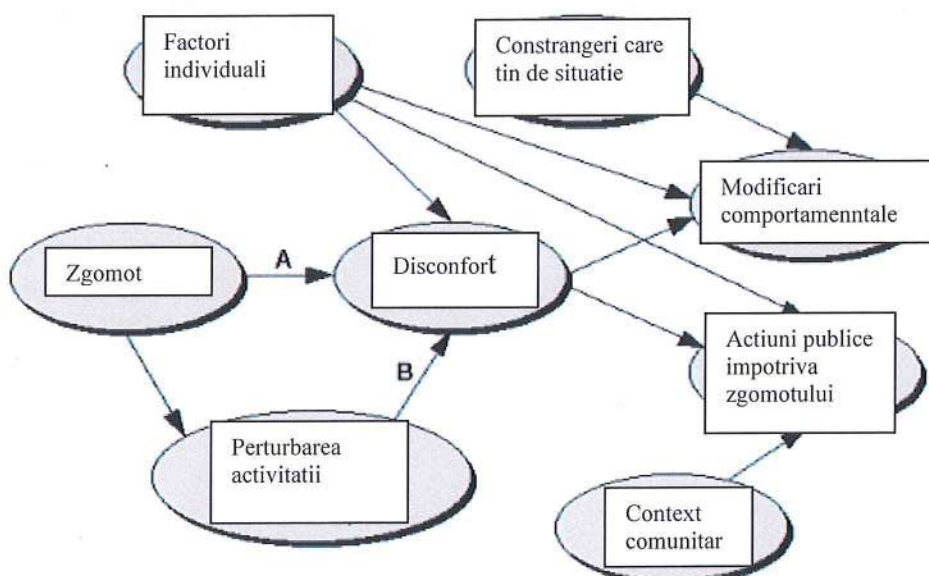 Factori
individuali
Constrangeri care
tin de situatie
Modificari
comportamenntale
Zgomot
A
Disconfort
Actiuni publice
impotriva
zgomotului
B
Perturbarea
activitatii
Context
comunitar